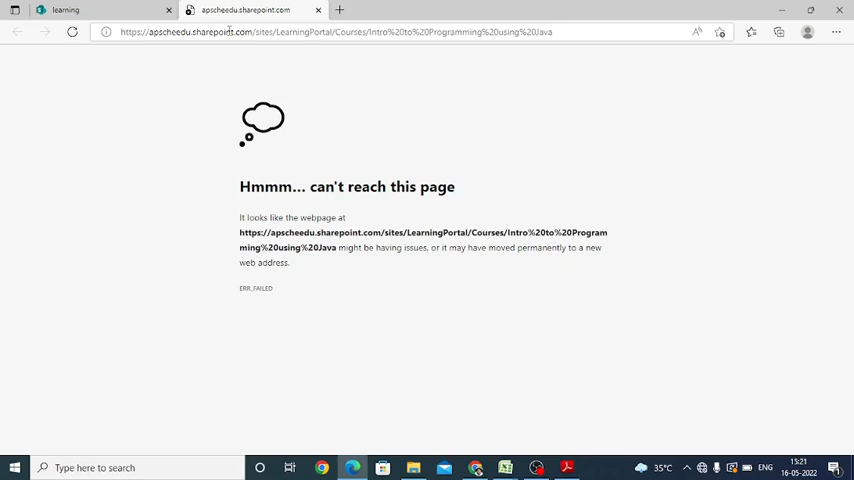 learning
apscheedu.sharepoint.com
https://apscheedu.sharepoint.com/sites/LearningPortal/Courses/Intro%20to%20Programming%20using%20Java
Hmmm... can't reach this page
It looks like the webpage at
https://apscheedu.sharepoint.com/sites/LearningPortal/Courses/Intro%20to%20Program
ming%20using%20Java might be having issues, or it may have moved permanently to a new
web address.
ERR_FAILED
Type here to search
35°C
ENG
15:21
16-05-2022